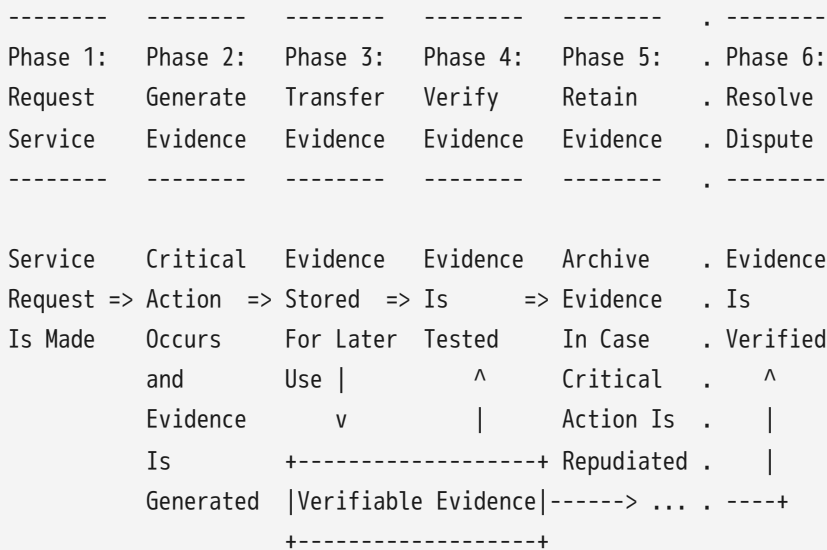 --------   --------   --------   --------   --------   . --------
Phase 1:   Phase 2:   Phase 3:   Phase 4:   Phase 5:   . Phase 6:
Request    Generate   Transfer   Verify     Retain     . Resolve
Service    Evidence   Evidence   Evidence   Evidence   . Dispute
--------   --------   --------   --------   --------   . --------

Service    Critical   Evidence   Evidence   Archive    . Evidence
Request => Action  => Stored  => Is      => Evidence   . Is
Is Made    Occurs     For Later  Tested     In Case    . Verified
           and        Use |          ^      Critical   .    ^
           Evidence       v          |      Action Is  .    |
           Is         +-------------------+ Repudiated .    |
           Generated  |Verifiable Evidence|------> ... . ----+
                      +-------------------+